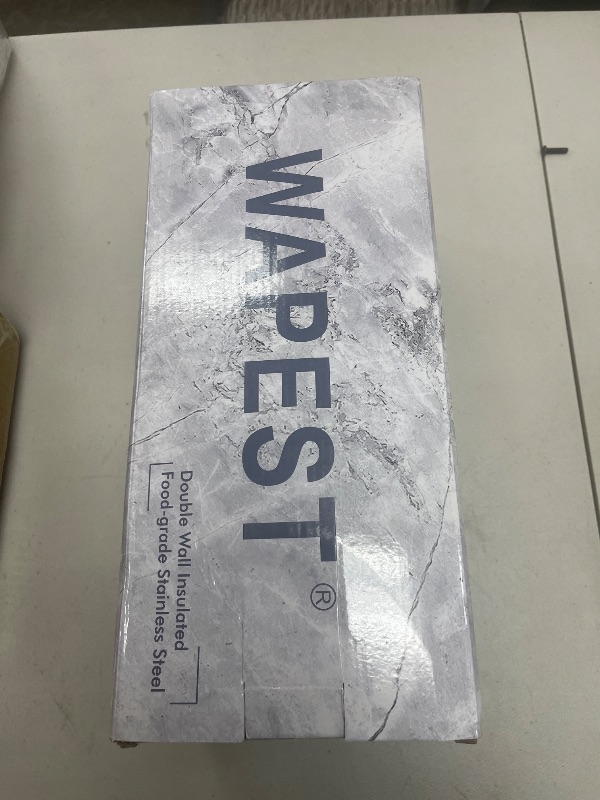 WAPEST®
Double Wall Insulated
Food-grade Stainless Steel